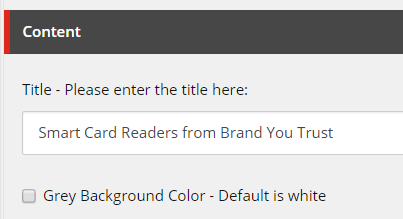 Content
Title - Please enter the title here:
Smart Card Readers from Brand You Trust
Grey Background Color - Default is white